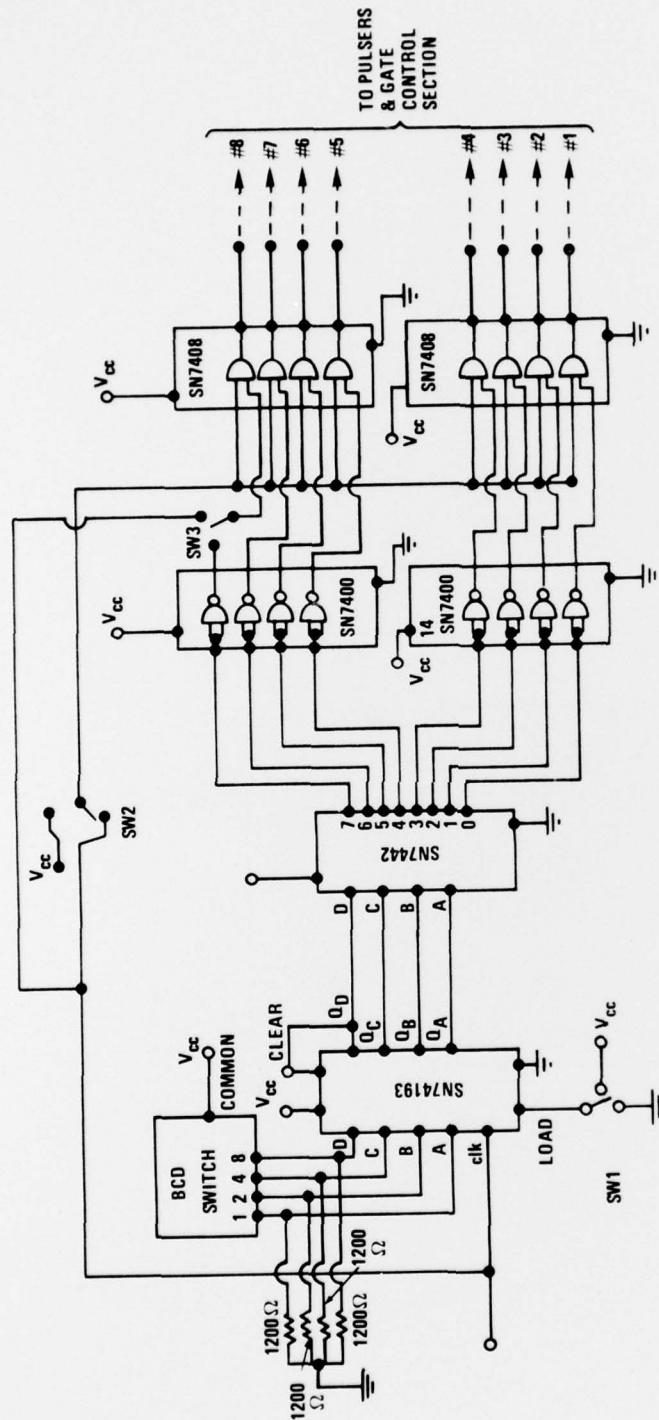 TO PULSERS
& GATE
CONTROL
SECTION
#8
#7
#6
#5
#4
#3
#2
#1
Vcc
SN7408
Vcc
SN7408
SW3
Vcc
SN7400
Vcc
14
SN7400
Vcc
SW2
7
6
5
4
3
2
1
0
SN7442
D
C
B
A
QD
QC
QB
QA
CLEAR
Vcc
SN74193
D
C
B
A
clk
LOAD
Vcc
SW1
Vcc
COMMON
BCD
SWITCH
1 2 4 8
1200Ω
1200
Ω
1200
Ω
1200Ω